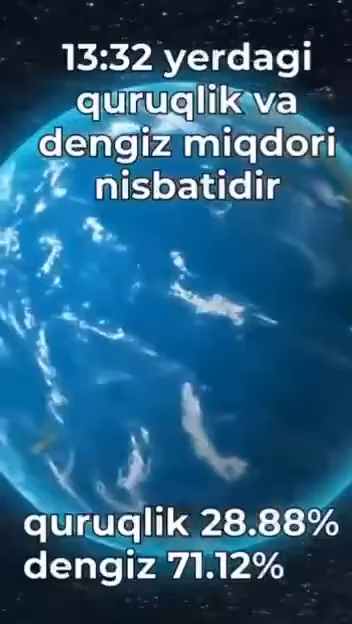 13:32 yerdagi
quruqlik va
dengiz miqdori
nisbatidir
quruqlik 28.88%
dengiz 71.12%